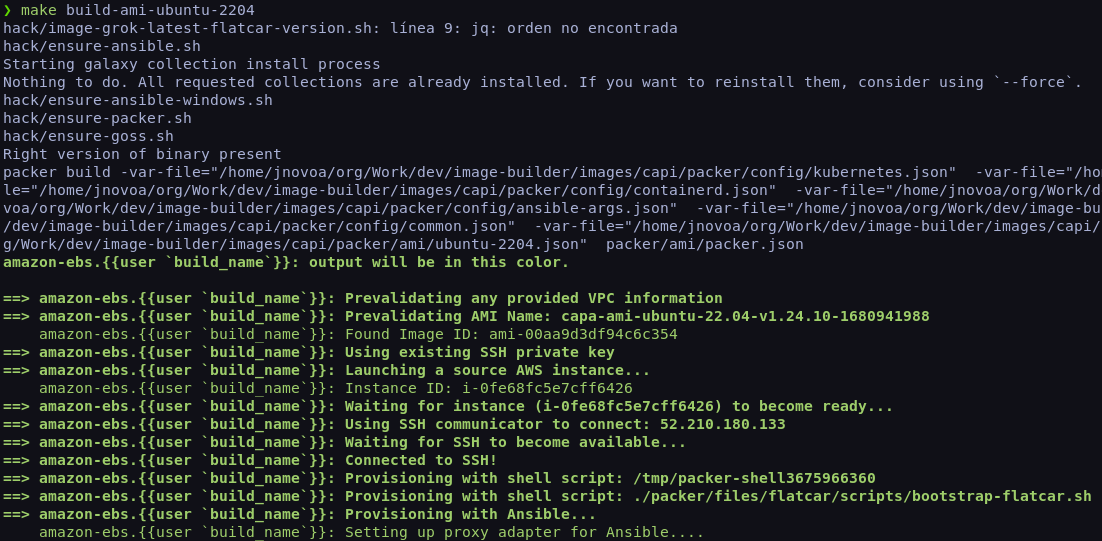 ❯ make build-ami-ubuntu-2204
hack/image-grok-latest-flatcar-version.sh: línea 9: jq: orden no encontrada
hack/ensure-ansible.sh
Starting galaxy collection install process
Nothing to do. All requested collections are already installed. If you want to reinstall them, consider using `--force`.
hack/ensure-ansible-windows.sh
hack/ensure-packer.sh
hack/ensure-goss.sh
Right version of binary present
packer build -var-file="/home/jnovoa/org/Work/dev/image-builder/images/capi/packer/config/kubernetes.json"  -var-file="/ho
le="/home/jnovoa/org/Work/dev/image-builder/images/capi/packer/config/containerd.json"  -var-file="/home/jnovoa/org/Work/d
voa/org/Work/dev/image-builder/images/capi/packer/config/ansible-args.json"  -var-file="/home/jnovoa/org/Work/dev/image-bu
/dev/image-builder/images/capi/packer/config/common.json"  -var-file="/home/jnovoa/org/Work/dev/image-builder/images/capi/
g/Work/dev/image-builder/images/capi/packer/ami/ubuntu-2204.json"  packer/ami/packer.json
amazon-ebs.{{user `build_name`}}: output will be in this color.
==> amazon-ebs.{{user `build_name`}}: Prevalidating any provided VPC information
==> amazon-ebs.{{user `build_name`}}: Prevalidating AMI Name: capa-ami-ubuntu-22.04-v1.24.10-1680941988
    amazon-ebs.{{user `build_name`}}: Found Image ID: ami-00aa9d3df94c6c354
==> amazon-ebs.{{user `build_name`}}: Using existing SSH private key
==> amazon-ebs.{{user `build_name`}}: Launching a source AWS instance...
    amazon-ebs.{{user `build_name`}}: Instance ID: i-0fe68fc5e7cff6426
==> amazon-ebs.{{user `build_name`}}: Waiting for instance (i-0fe68fc5e7cff6426) to become ready...
==> amazon-ebs.{{user `build_name`}}: Using SSH communicator to connect: 52.210.180.133
==> amazon-ebs.{{user `build_name`}}: Waiting for SSH to become available...
==> amazon-ebs.{{user `build_name`}}: Connected to SSH!
==> amazon-ebs.{{user `build_name`}}: Provisioning with shell script: /tmp/packer-shell3675966360
==> amazon-ebs.{{user `build_name`}}: Provisioning with shell script: ./packer/files/flatcar/scripts/bootstrap-flatcar.sh
==> amazon-ebs.{{user `build_name`}}: Provisioning with Ansible...
    amazon-ebs.{{user `build_name`}}: Setting up proxy adapter for Ansible....